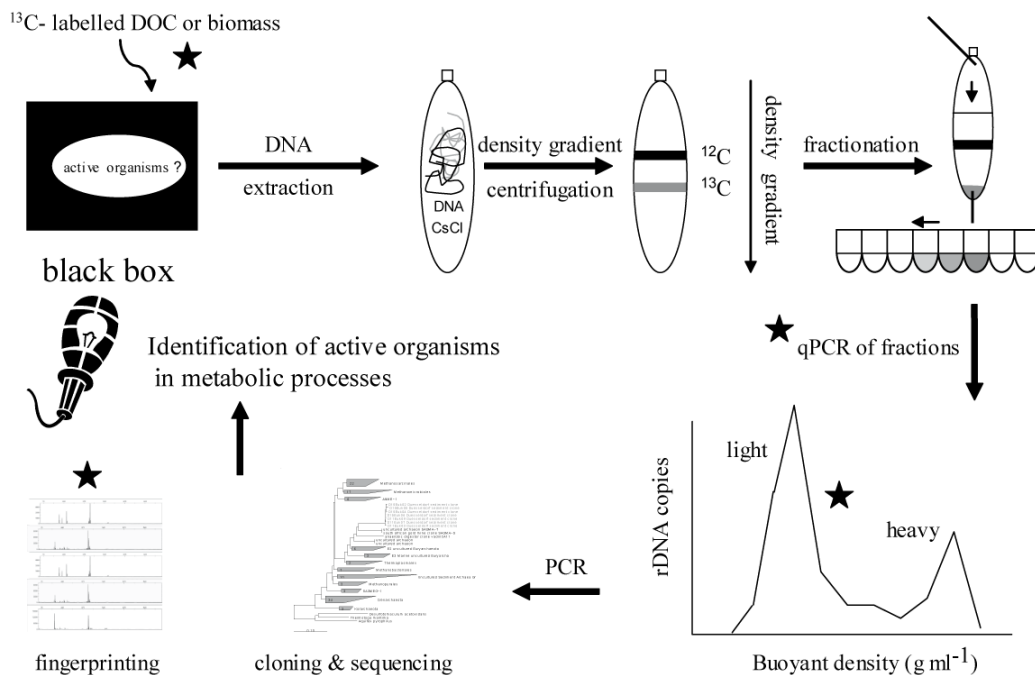 ¹³C- labelled DOC or biomass
active organisms ?
DNA
extraction
DNA
CsCl
density gradient
centrifugation
¹²C
¹³C
density gradient
fractionation
black box
Identification of active organisms
in metabolic processes
qPCR of fractions
light
heavy
rDNA copies
Buoyant density (g ml⁻¹)
PCR
fingerprinting
cloning & sequencing